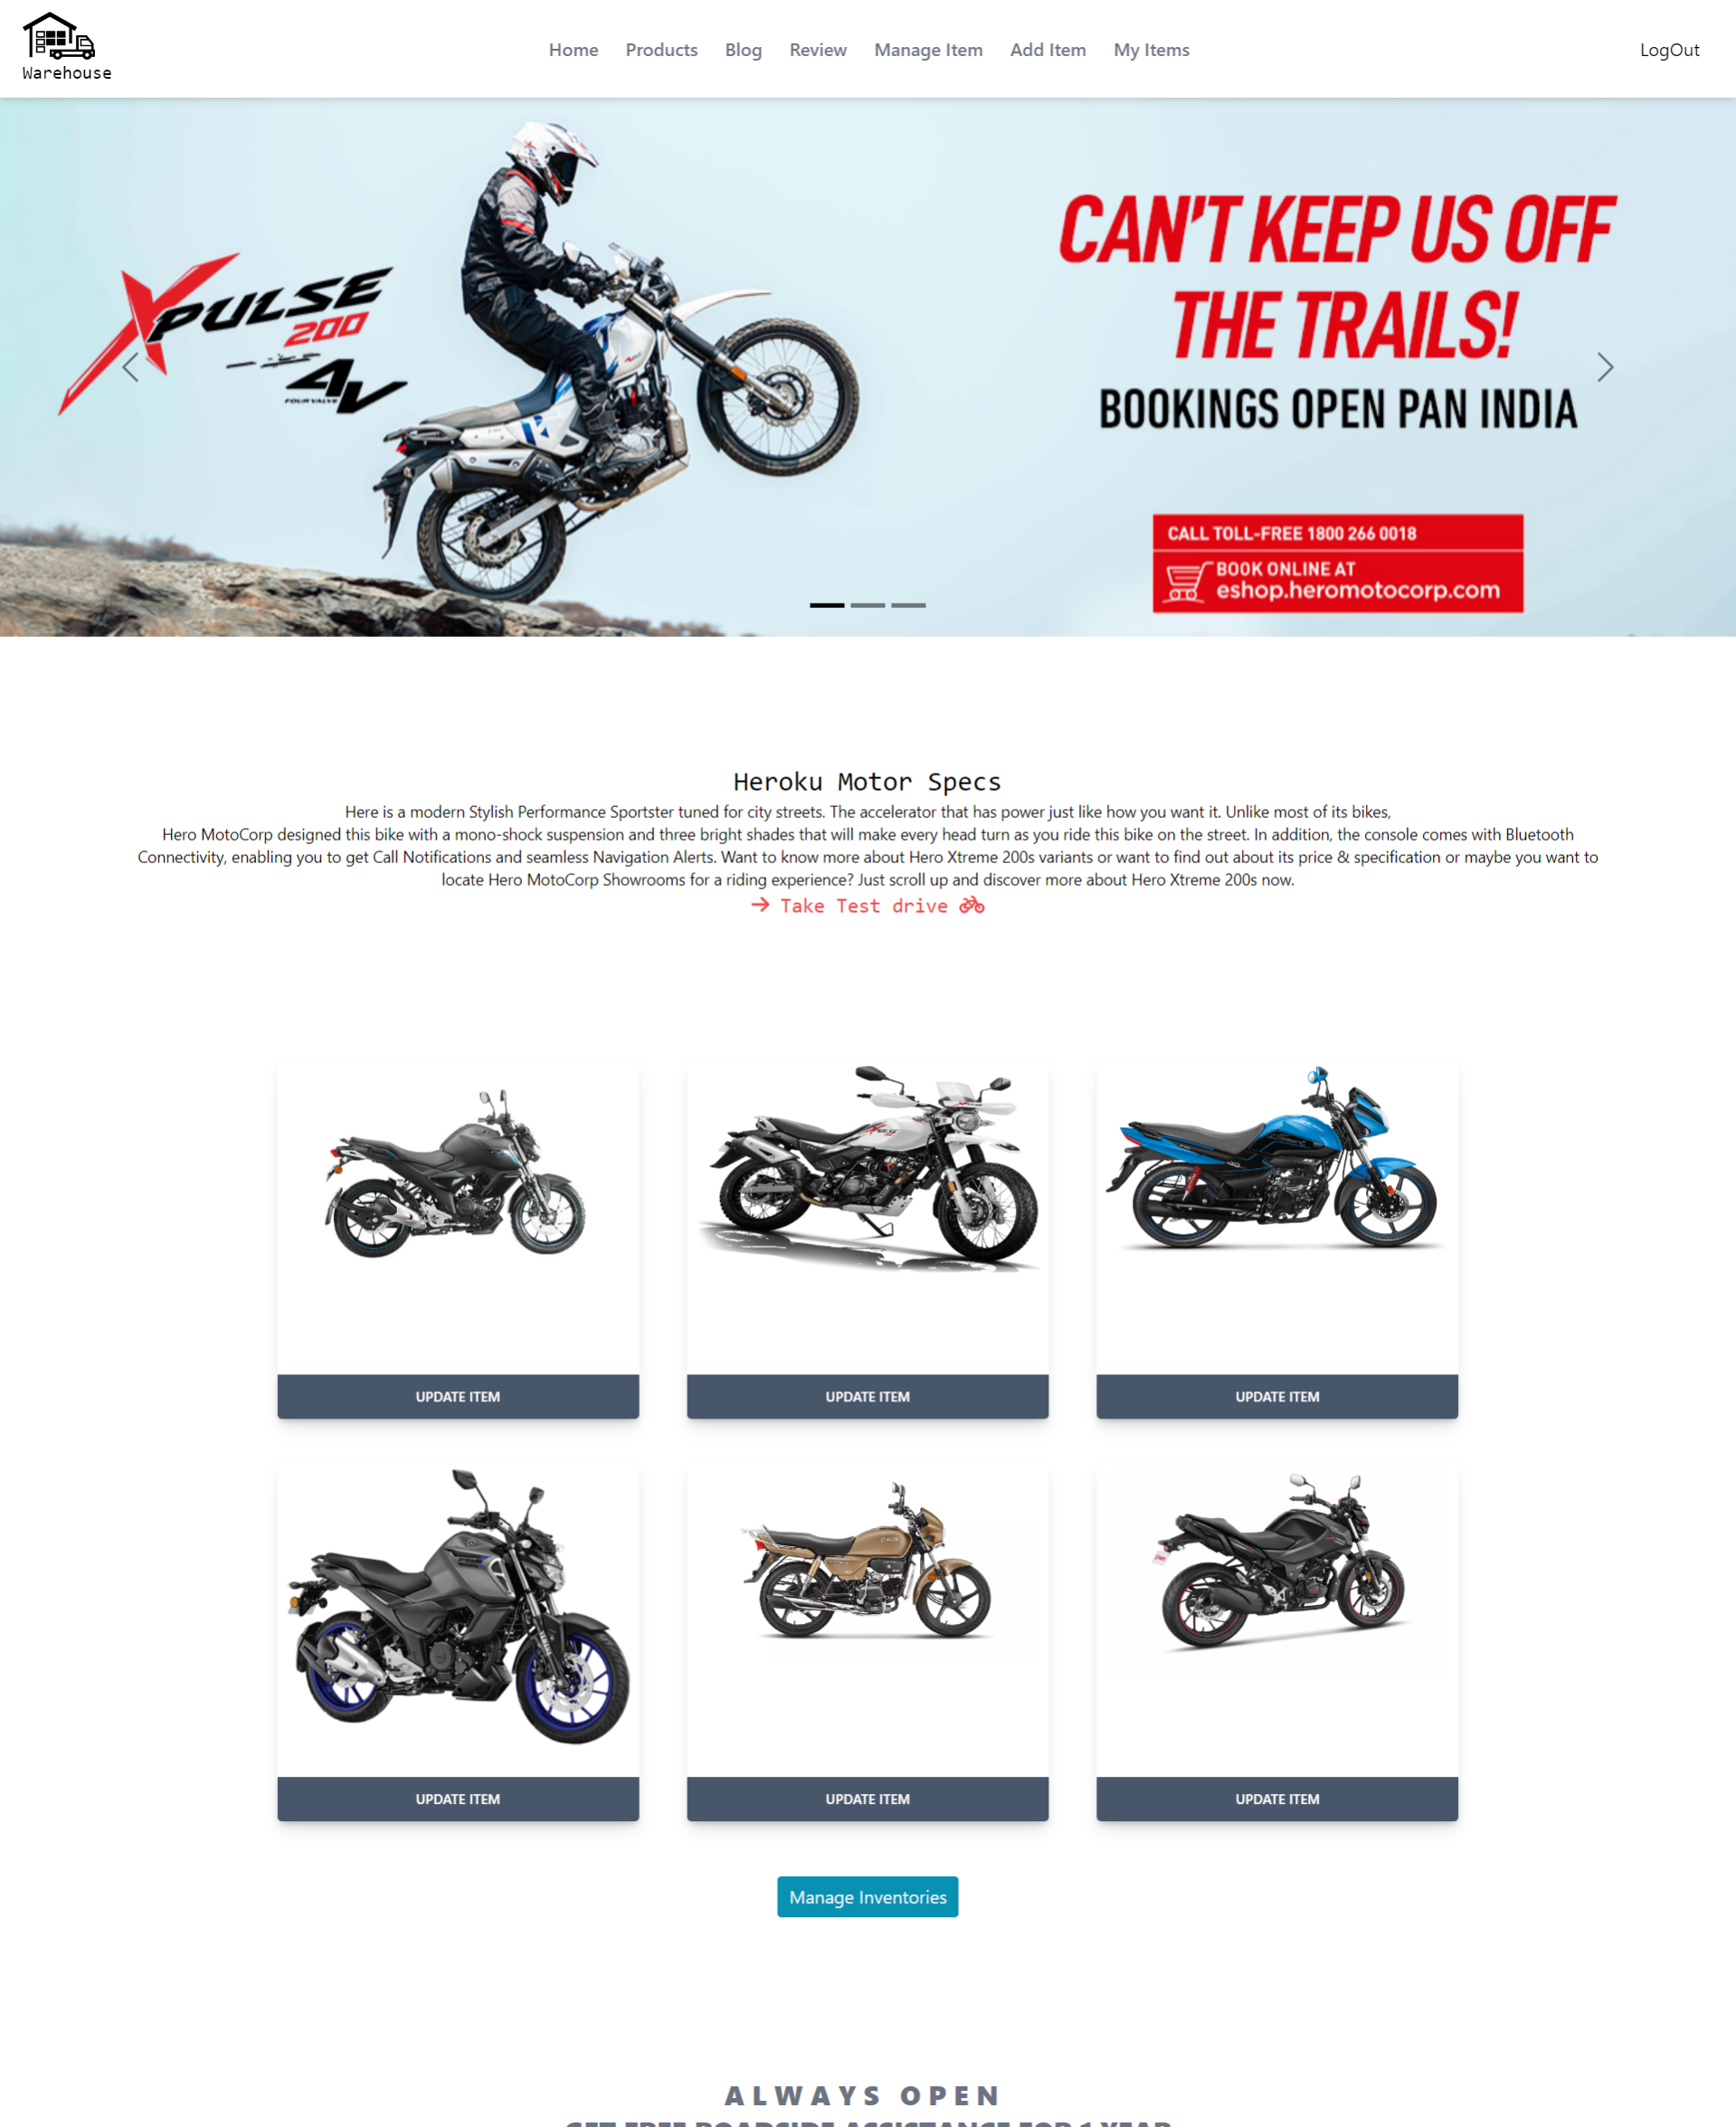 Warehouse
Home Products Blog Review Manage Item Add Item My Items
LogOut
XPULSE
200
4V
FOUR VALVE
CAN'T KEEP US OFF
THE TRAILS!
BOOKINGS OPEN PAN INDIA
CALL TOLL-FREE 1800 266 0018
BOOK ONLINE AT
eshop.heromotocorp.com
Heroku Motor Specs
Here is a modern Stylish Performance Sportster tuned for city streets. The accelerator that has power just like how you want it. Unlike most of its bikes,
Hero MotoCorp designed this bike with a mono-shock suspension and three bright shades that will make every head turn as you ride this bike on the street. In addition, the console comes with Bluetooth
Connectivity, enabling you to get Call Notifications and seamless Navigation Alerts. Want to know more about Hero Xtreme 200s variants or want to find out about its price & specification or maybe you want to
locate Hero MotoCorp Showrooms for a riding experience? Just scroll up and discover more about Hero Xtreme 200s now.
Take Test drive
UPDATE ITEM
UPDATE ITEM
UPDATE ITEM
UPDATE ITEM
UPDATE ITEM
UPDATE ITEM
Manage Inventories
ALWAYS OPEN
GET FREE ROADSIDE ASSISTANCE FOR 1 YEAR